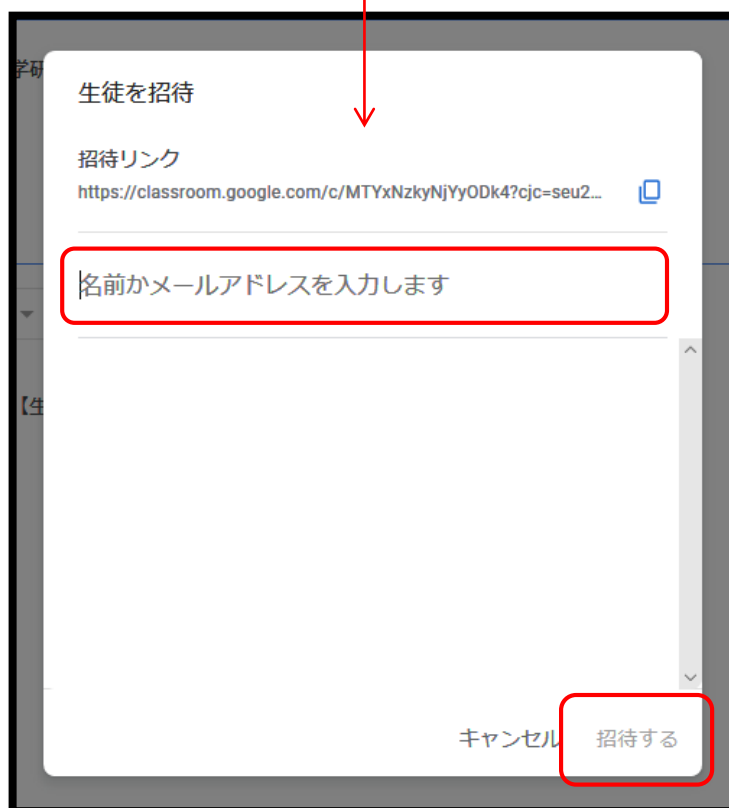 学研
生徒を招待
招待リンク
https://classroom.google.com/c/MTYxNzkyNjYyODk4?cjc=seu2...
名前かメールアドレスを入力します
【生
キャンセル
招待する